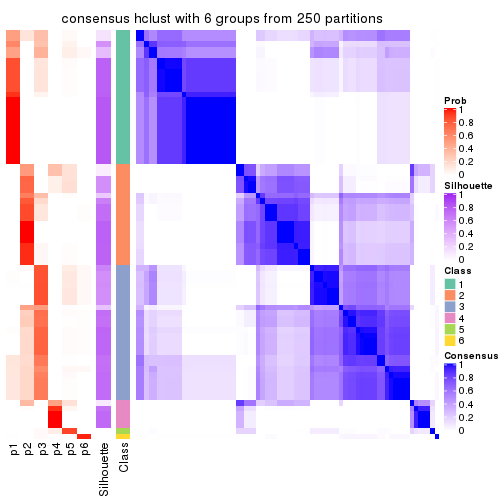 consensus hclust with 6 groups from 250 partitions
Prob
1
0.8
0.6
0.4
0.2
0
Silhouette
1
0.8
0.6
0.4
0.2
0
Class
1
2
3
4
5
6
Consensus
1
0.8
0.6
0.4
0.2
0
p1
p2
p3
p4
p5
p6
Silhouette
Class